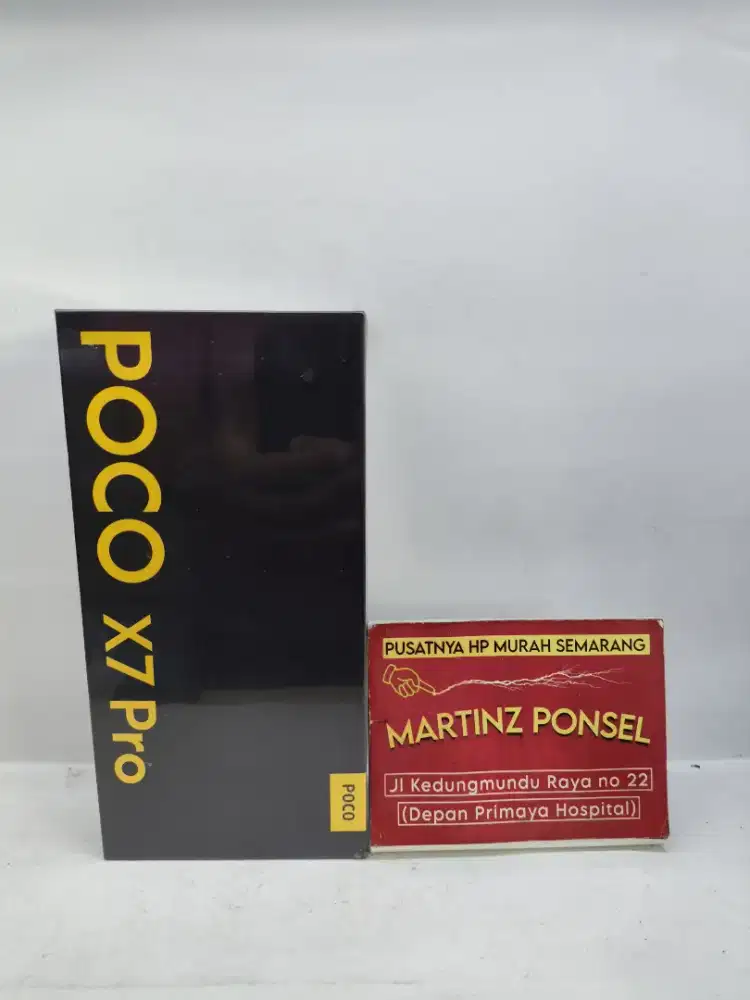 POCO X7 Pro
POCO
PUSATNYA HP MURAH SEMARANG
MARTINZ PONSEL
Jl Kedungmundu Raya no 22
(Depan Primaya Hospital)